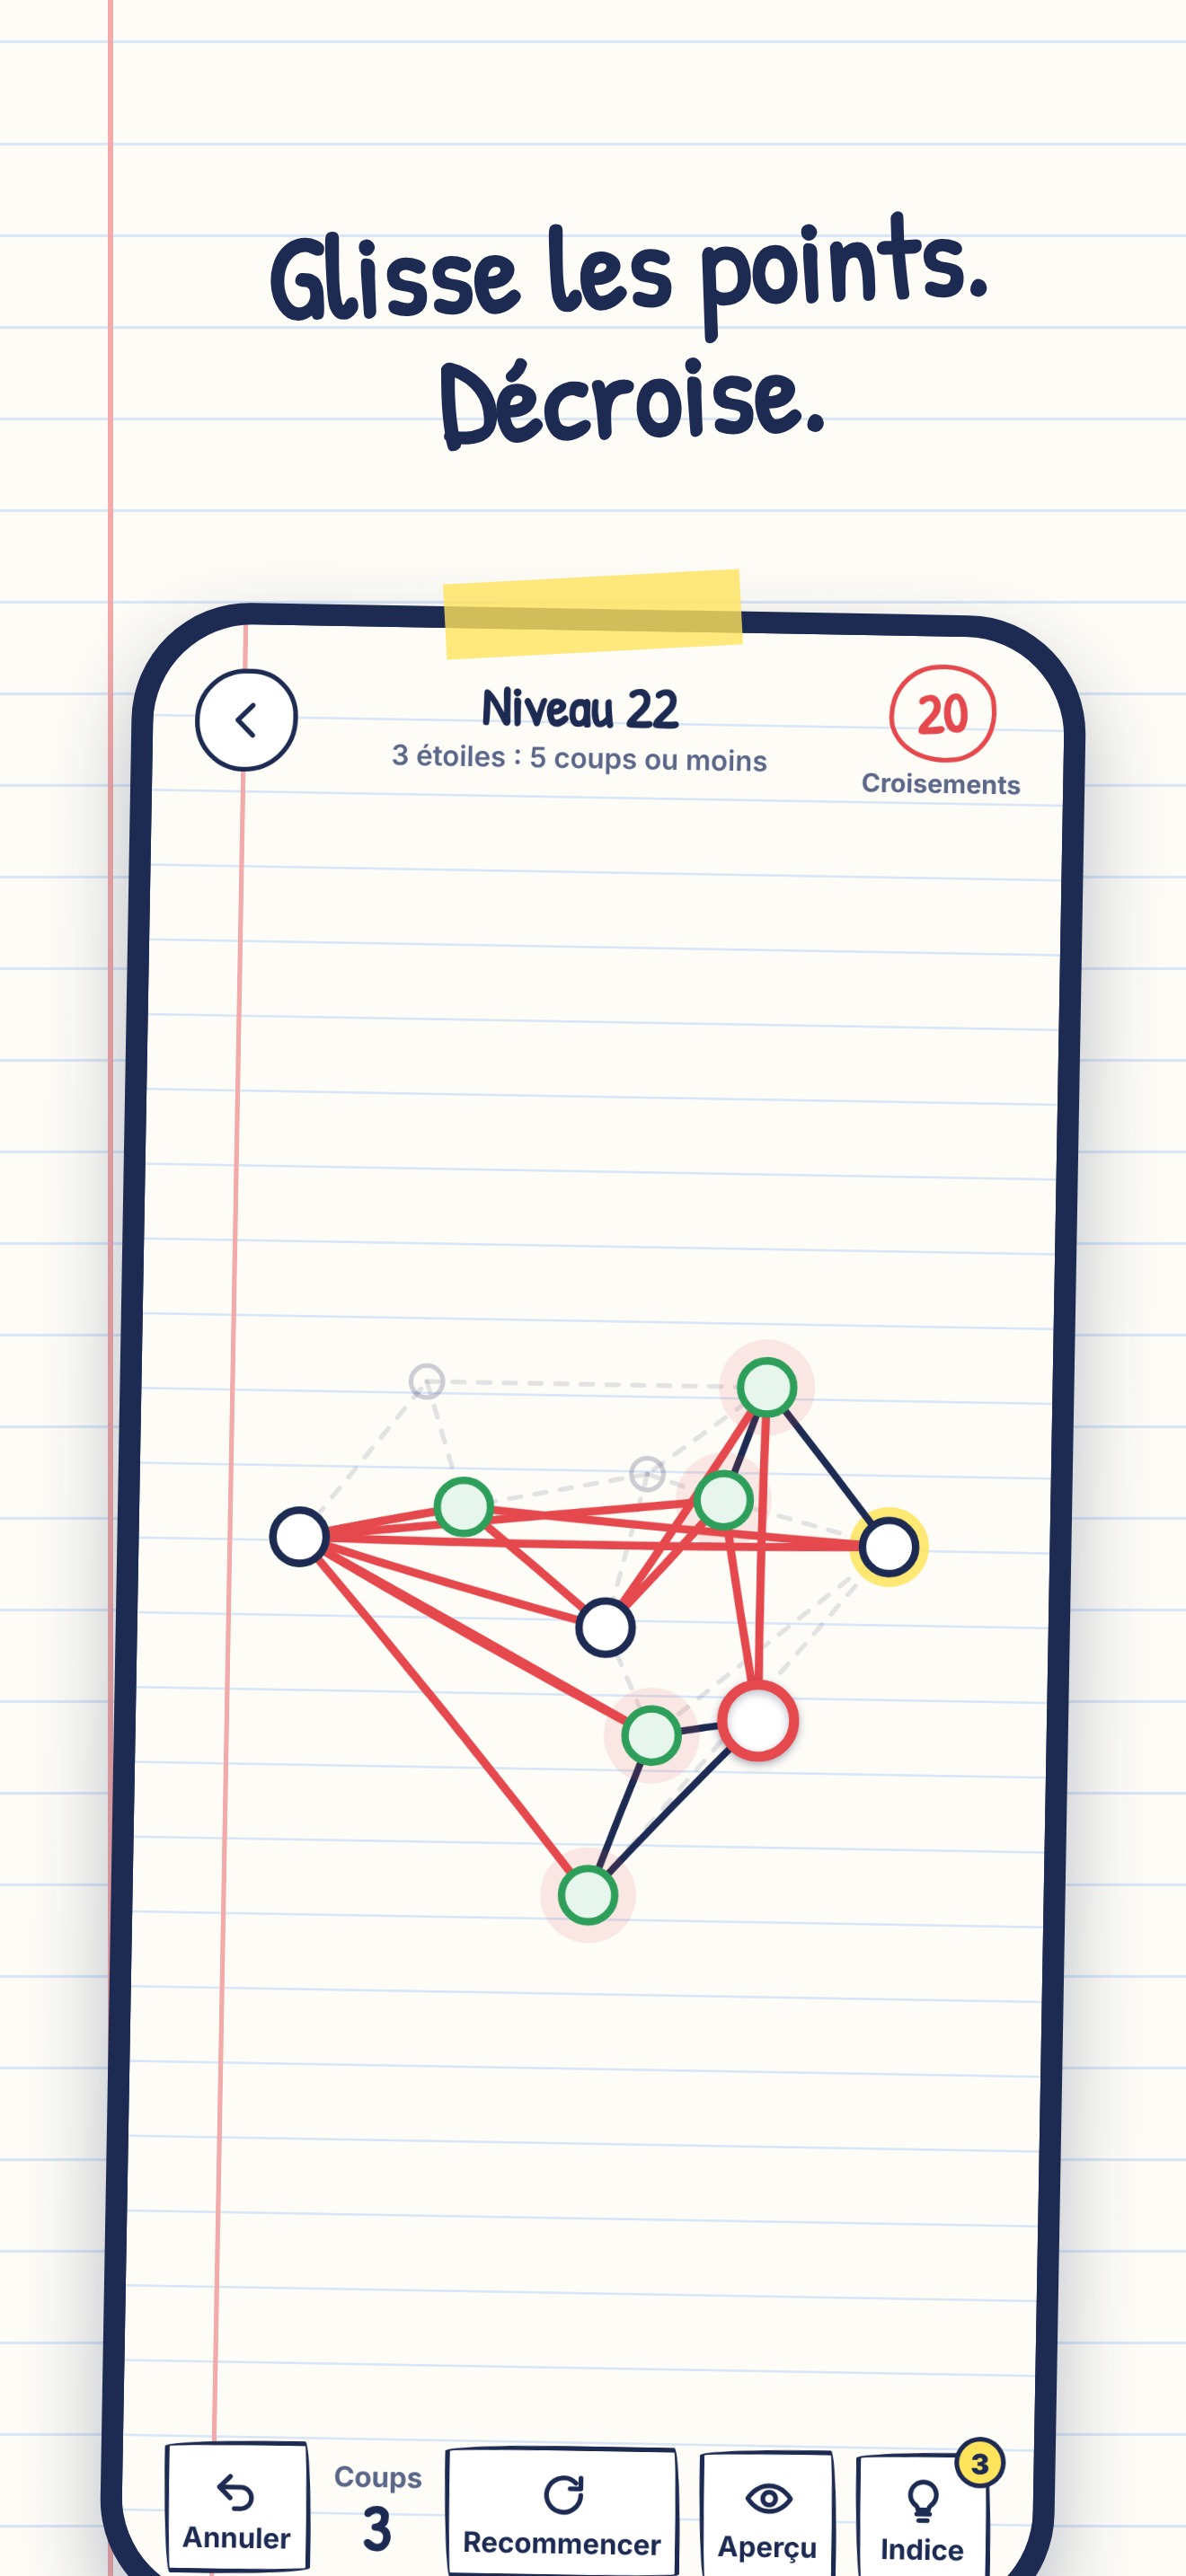 Glisse les points.
Décroise.
Niveau 22
3 étoiles : 5 coups ou moins
20
Croisements
Annuler
Coups
3
Recommencer
Aperçu
3
Indice